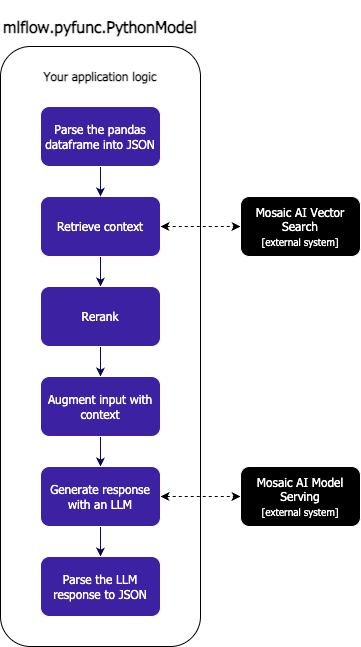 mlflow.pyfunc.PythonModel
Your application logic
Parse the pandas
dataframe into JSON
Retrieve context
Mosaic AI Vector
Search
[external system]
Rerank
Augment input with
context
Generate response
with an LLM
Mosaic AI Model
Serving
[external system]
Parse the LLM
response to JSON